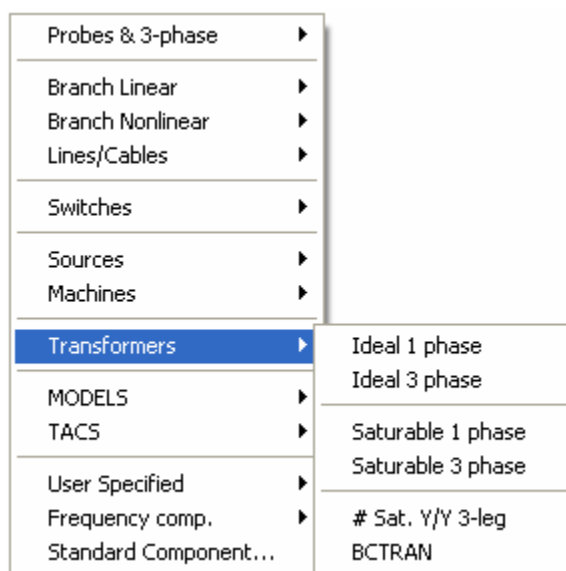 Probes & 3-phase
Branch Linear
Branch Nonlinear
Lines/Cables
Switches
Sources
Machines
Transformers
MODELS
TACS
User Specified
Frequency comp.
Standard Component...
Ideal 1 phase
Ideal 3 phase
Saturable 1 phase
Saturable 3 phase
# Sat. Y/Y 3-leg
BCTRAN